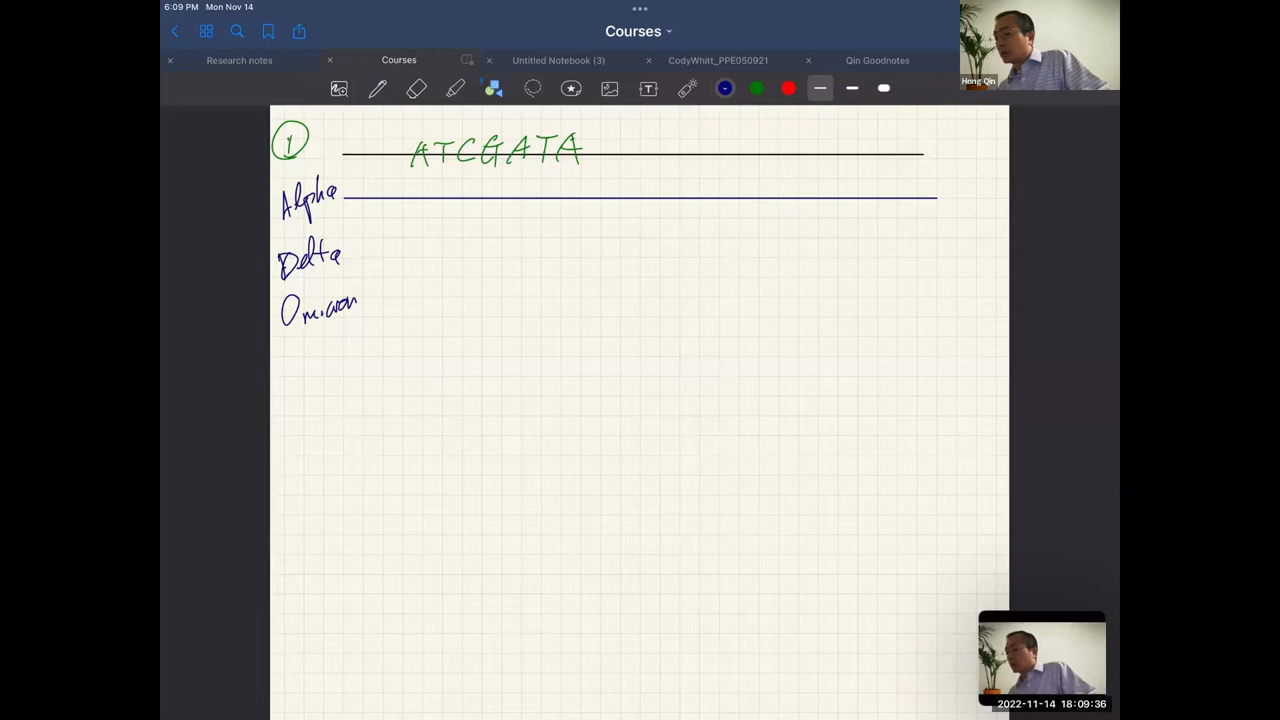 6:09 PM Mon Nov 14
Courses
Research notes
Courses
Untitled Notebook (3)
CodyWhitt_PPE050921
Qin Goodnotes
T
Hong Qin
1
ATCGATA
Alpha
Delta
Omicron
2022-11-14 18:09:36